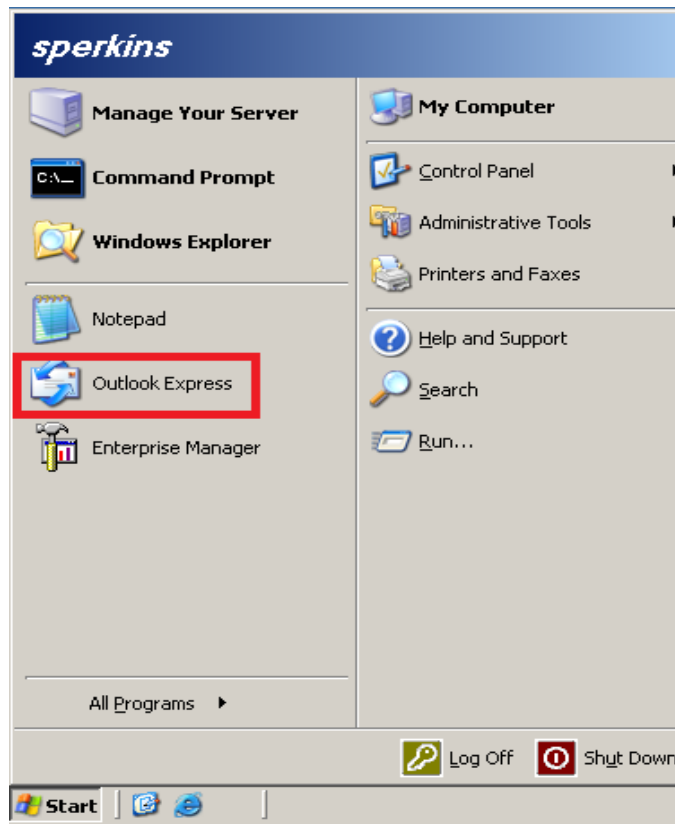 sperkins
Manage Your Server
C:\_
Command Prompt
Windows Explorer
Notepad
Outlook Express
Enterprise Manager
All Programs
My Computer
Control Panel
Administrative Tools
Printers and Faxes
Help and Support
Search
Run...
Log Off
Shut Down
Start